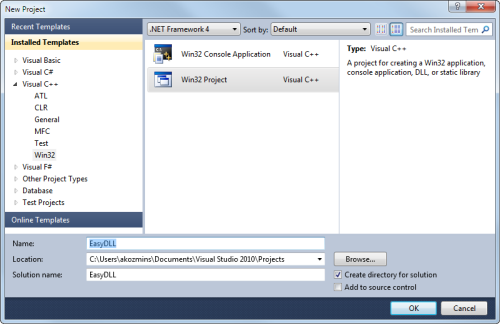 New Project
Recent Templates
.NET Framework 4
Sort by: Default
Search Installed Tem
Installed Templates
Visual Basic
Visual C#
Visual C++
ATL
CLR
General
MFC
Test
Win32
Visual F#
Other Project Types
Database
Test Projects
Online Templates
Win32 Console Application Visual C++
Win32 Project Visual C++
Type: Visual C++
A project for creating a Win32 application,
console application, DLL, or static library
Name: EasyDLL
Location: C:\Users\akozmins\Documents\Visual Studio 2010\Projects
Browse...
Solution name: EasyDLL
Create directory for solution
Add to source control
OK Cancel